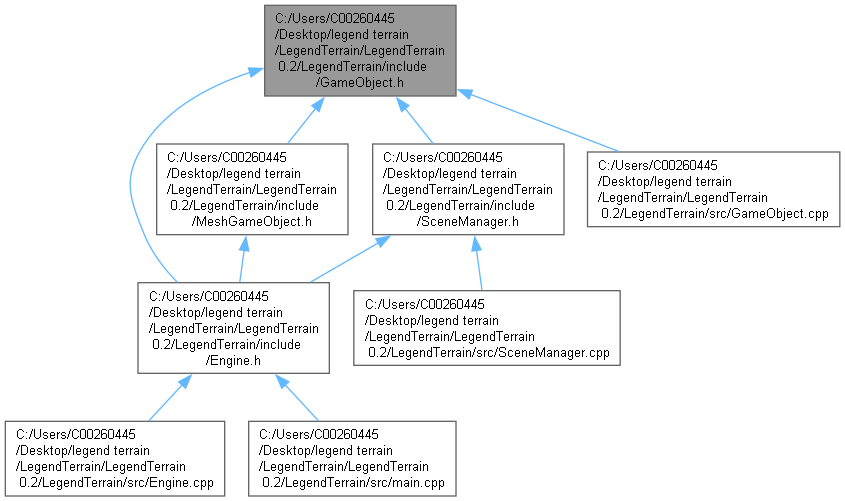 C:/Users/C00260445
/Desktop/legend terrain
/LegendTerrain/LegendTerrain
0.2/LegendTerrain/include
/GameObject.h
C:/Users/C00260445
/Desktop/legend terrain
/LegendTerrain/LegendTerrain
0.2/LegendTerrain/include
/MeshGameObject.h
C:/Users/C00260445
/Desktop/legend terrain
/LegendTerrain/LegendTerrain
0.2/LegendTerrain/include
/SceneManager.h
C:/Users/C00260445
/Desktop/legend terrain
/LegendTerrain/LegendTerrain
0.2/LegendTerrain/src/GameObject.cpp
C:/Users/C00260445
/Desktop/legend terrain
/LegendTerrain/LegendTerrain
0.2/LegendTerrain/include
/Engine.h
C:/Users/C00260445
/Desktop/legend terrain
/LegendTerrain/LegendTerrain
0.2/LegendTerrain/src/SceneManager.cpp
C:/Users/C00260445
/Desktop/legend terrain
/LegendTerrain/LegendTerrain
0.2/LegendTerrain/src/Engine.cpp
C:/Users/C00260445
/Desktop/legend terrain
/LegendTerrain/LegendTerrain
0.2/LegendTerrain/src/main.cpp